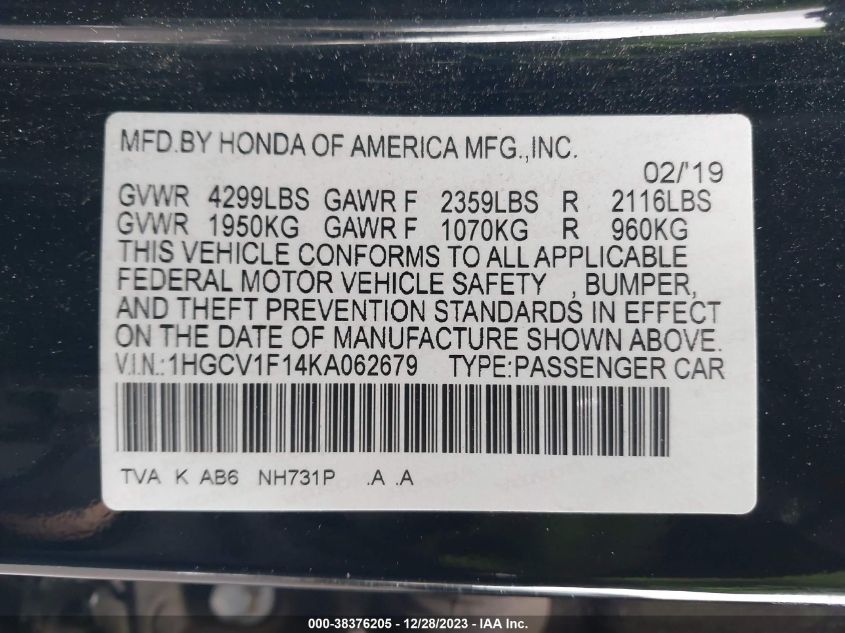 MFD.BY HONDA OF AMERICA MFG.,INC.
02/'19
GVWR 4299LBS GAWR F 2359LBS R 2116LBS
GVWR 1950KG GAWR F 1070KG R 960KG
THIS VEHICLE CONFORMS TO ALL APPLICABLE
FEDERAL MOTOR VEHICLE SAFETY , BUMPER,
AND THEFT PREVENTION STANDARDS IN EFFECT
ON THE DATE OF MANUFACTURE SHOWN ABOVE.
V.I.N.:1HGCV1F14KA062679 TYPE:PASSENGER CAR
TVA K AB6 NH731P .A .A
000-38376205 - 12/28/2023 - IAA Inc.